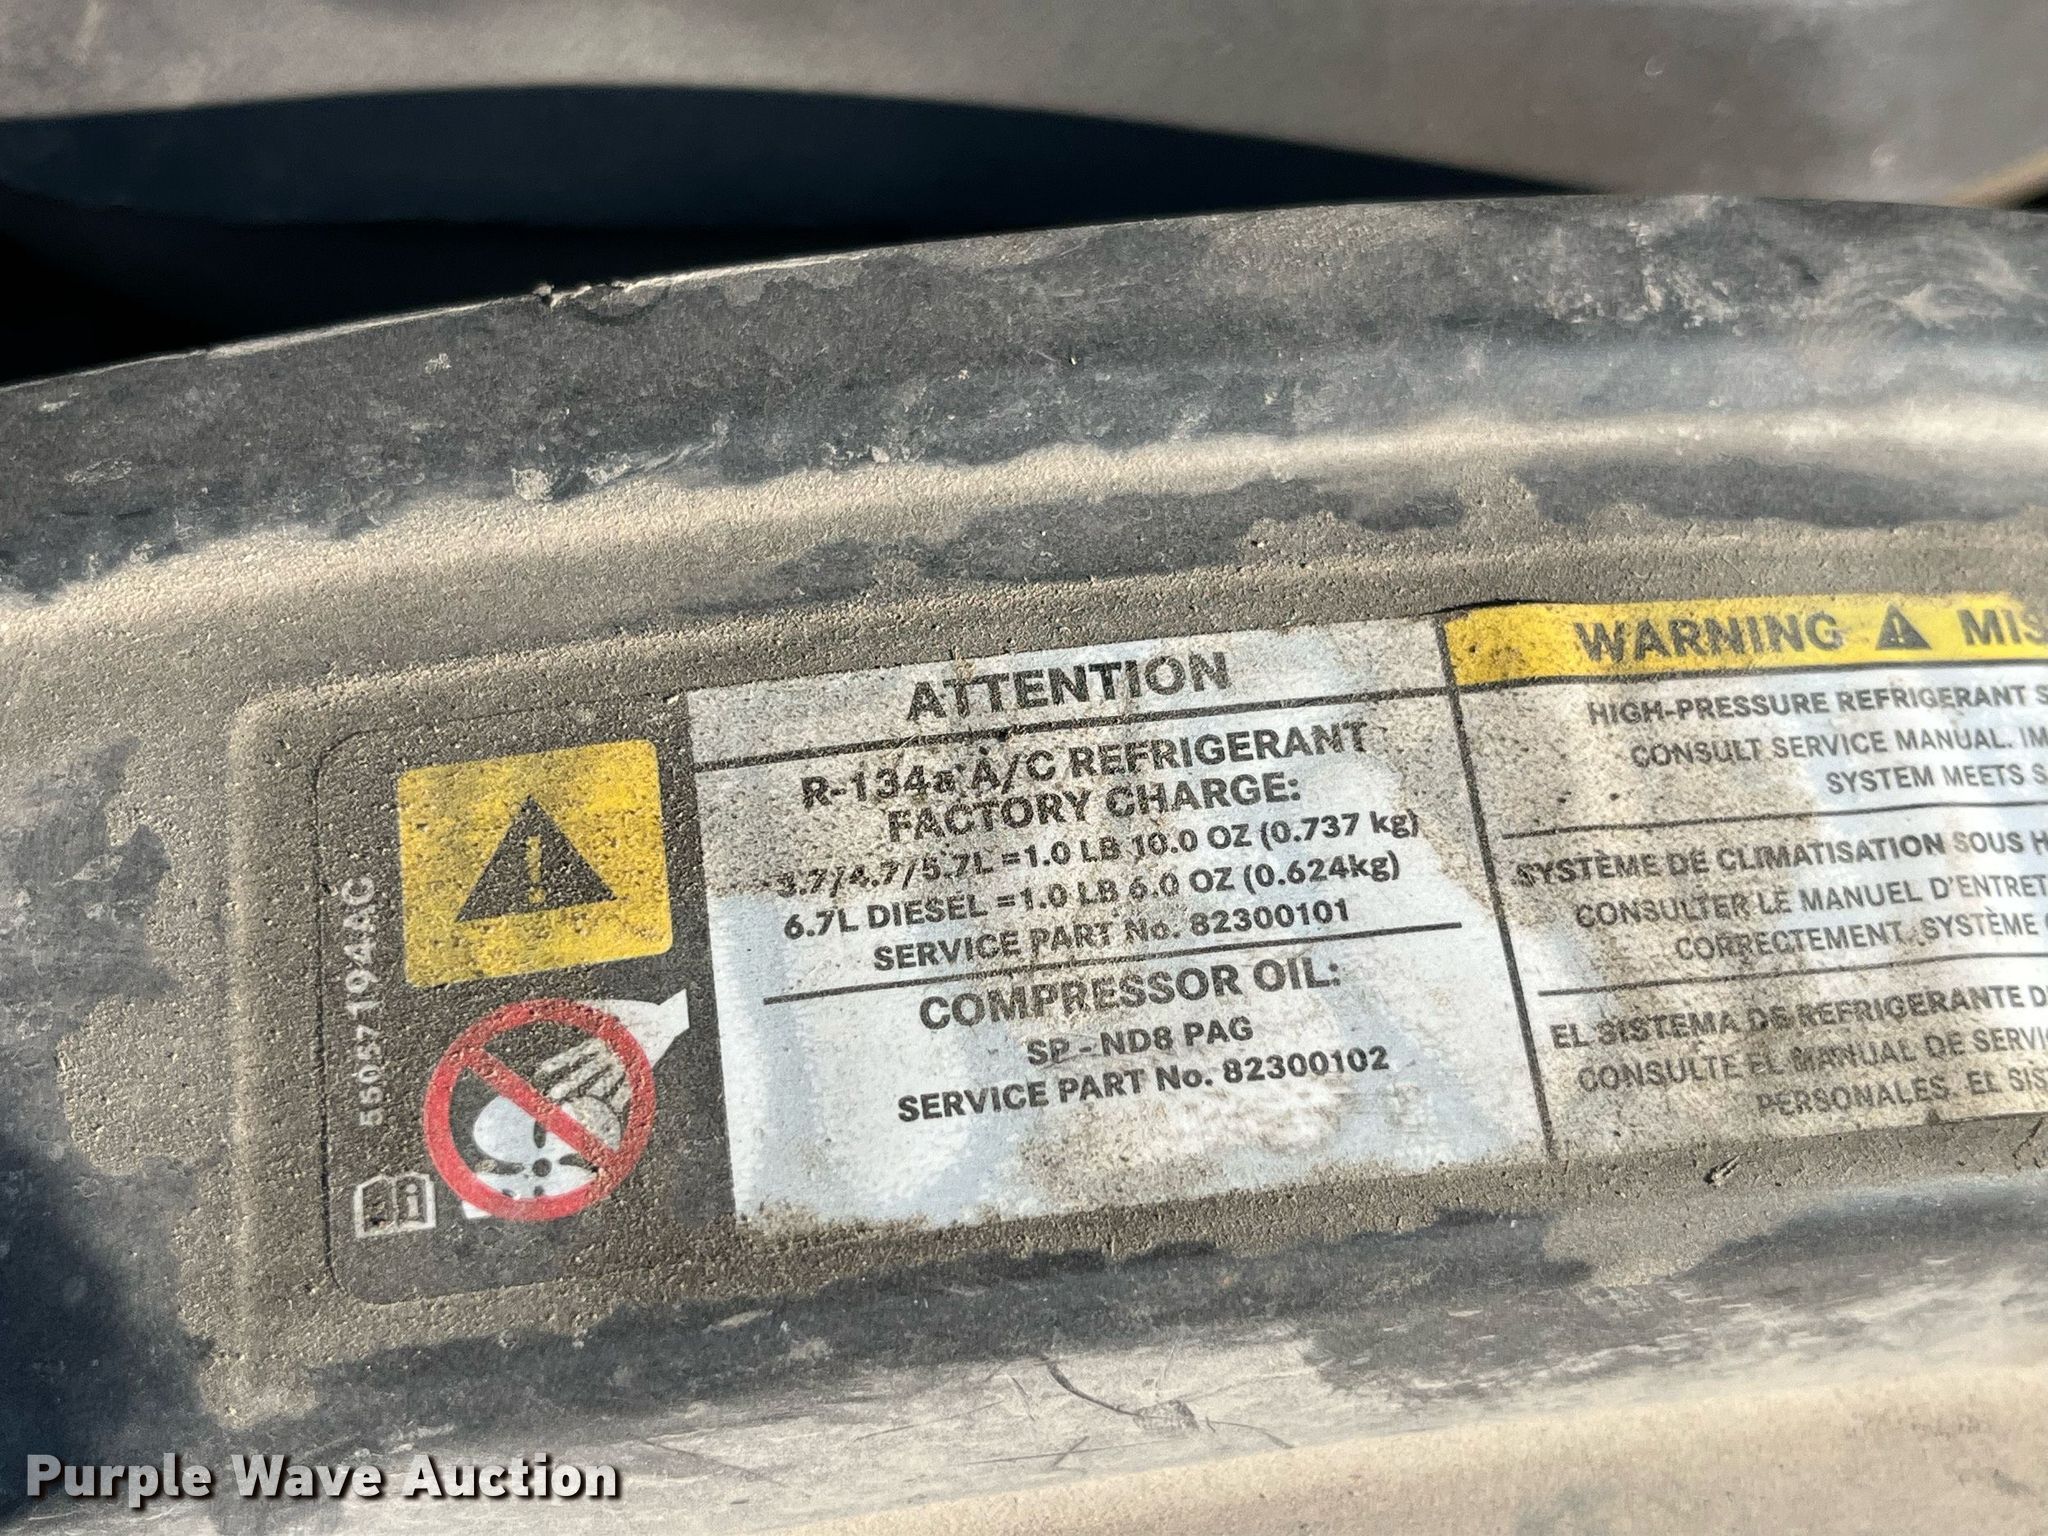 55057194AG
ATTENTION
R-134a A/C REFRIGERANT
FACTORY CHARGE:
3.7/4.7/5.7L =1.0 LB 10.0 OZ (0.737 kg)
6.7L DIESEL =1.0 LB 6.0 OZ (0.624kg)
SERVICE PART No. 82300101
COMPRESSOR OIL:
SP - ND8 PAG
SERVICE PART No. 82300102
WARNING MIS
HIGH-PRESSURE REFRIGERANT S
CONSULT SERVICE MANUAL. IM
SYSTEM MEETS S
SYSTÈME DE CLIMATISATION SOUS H
CONSULTER LE MANUEL D'ENTRET
CORRECTEMENT. SYSTÈME
EL SISTEMA DE REFRIGERANTE D
CONSULTE EL MANUAL DE SERVI
PERSONALES. EL SIS
Purple Wave Auction